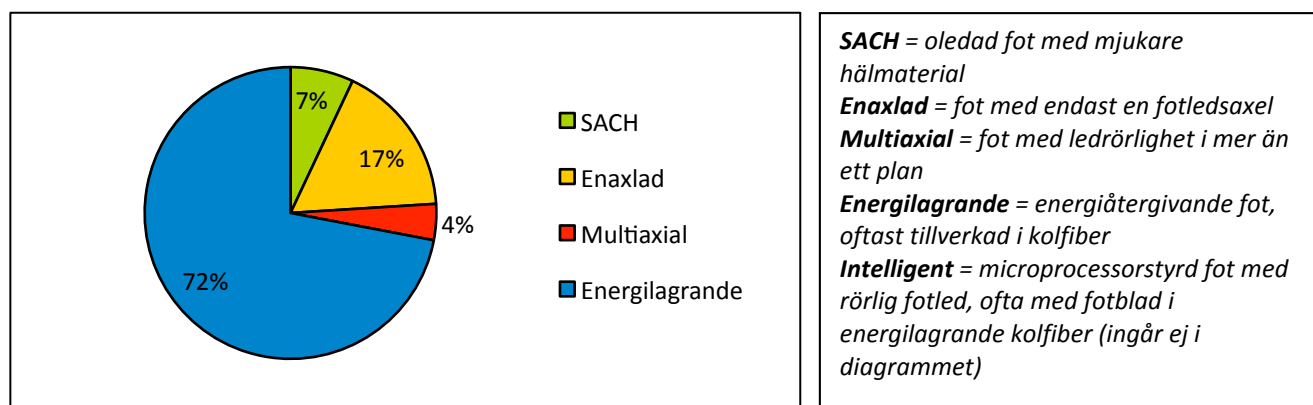 7%
17%
4%
72%
SACH
Enaxlad
Multiaxial
Energilagrande
SACH = oledad fot med mjukare
hälmaterial
Enaxlad = fot med endast en fotledsaxel
Multiaxial = fot med ledrörlighet i mer än
ett plan
Energilagrande = energiåtergivande fot,
oftast tillverkad i kolfiber
Intelligent = microprocessorstyrd fot med
rörlig fotled, ofta med fotblad i
energilagrande kolfiber (ingår ej i
diagrammet)